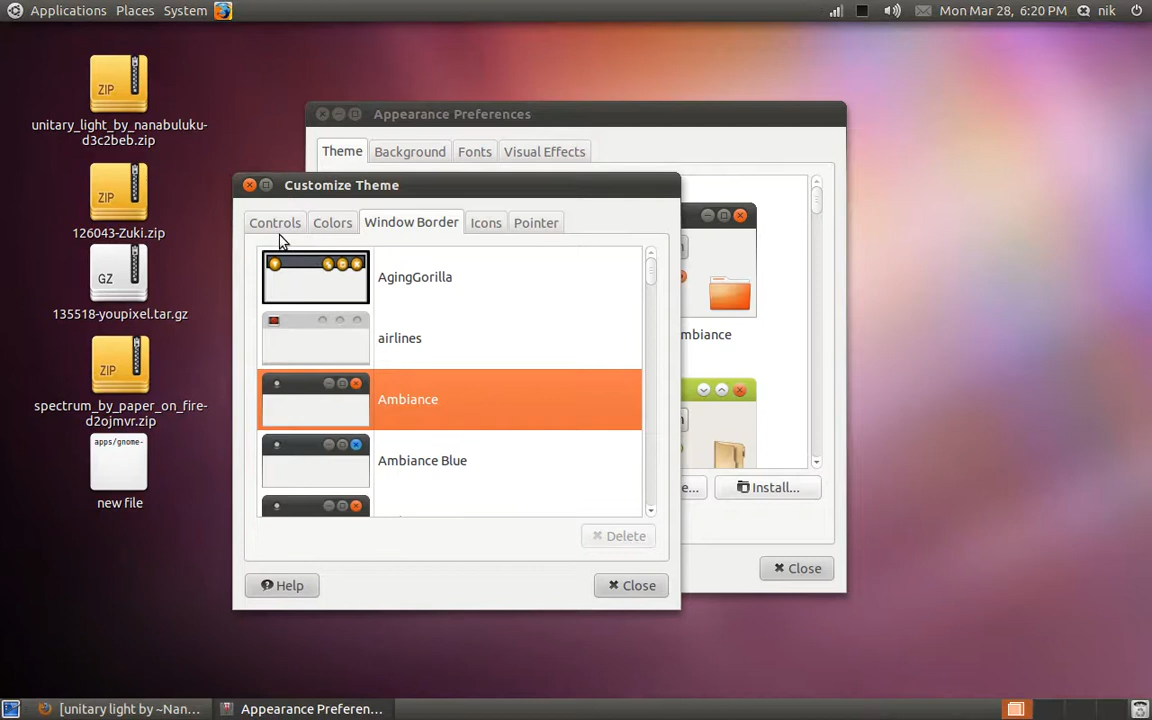 Applications Places System
Mon Mar 28, 6:20 PM nik
ZIP
unitary_light_by_nanabuluku-
d3c2beb.zip
ZIP
126043-Zuki.zip
GZ
135518-youpixel.tar.gz
ZIP
spectrum_by_paper_on_fire-
d2ojmvr.zip
apps/gnome-
new file
Appearance Preferences
Theme Background Fonts Visual Effects
Customize Theme
Controls Colors Window Border Icons Pointer
AgingGorilla
airlines
Ambiance
Ambiance Blue
Delete
Help
Close
mbiance
e...
Install...
Close
[unitary light by ~Nan...
Appearance Preferen...